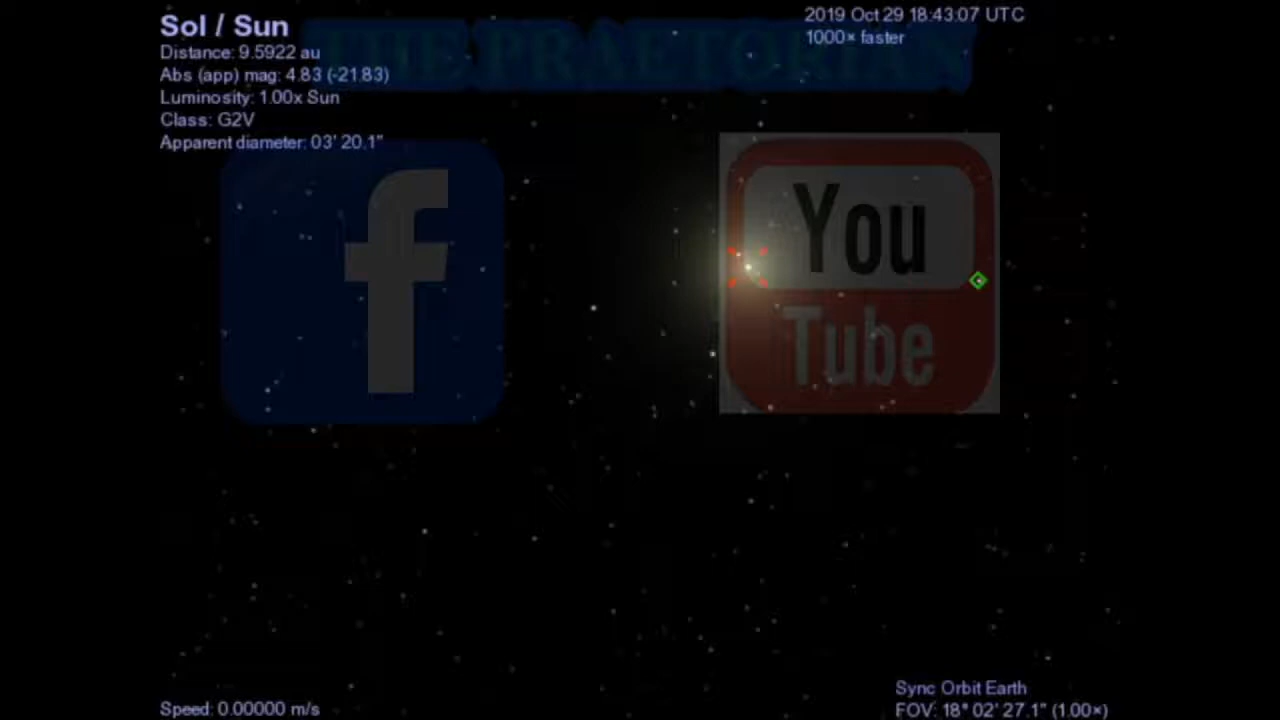 Sol / Sun
Distance: 9.5922 au
Abs (app) mag: 4.83 (-21.83)
Luminosity: 1.00x Sun
Class: G2V
Apparent diameter: 03' 20.1"
2019 Oct 29 18:43:07 UTC
1000× faster
THE PRAETORIAN
f
You
Tube
Speed: 0.00000 m/s
Sync Orbit Earth
FOV: 18° 02' 27.1" (1.00×)